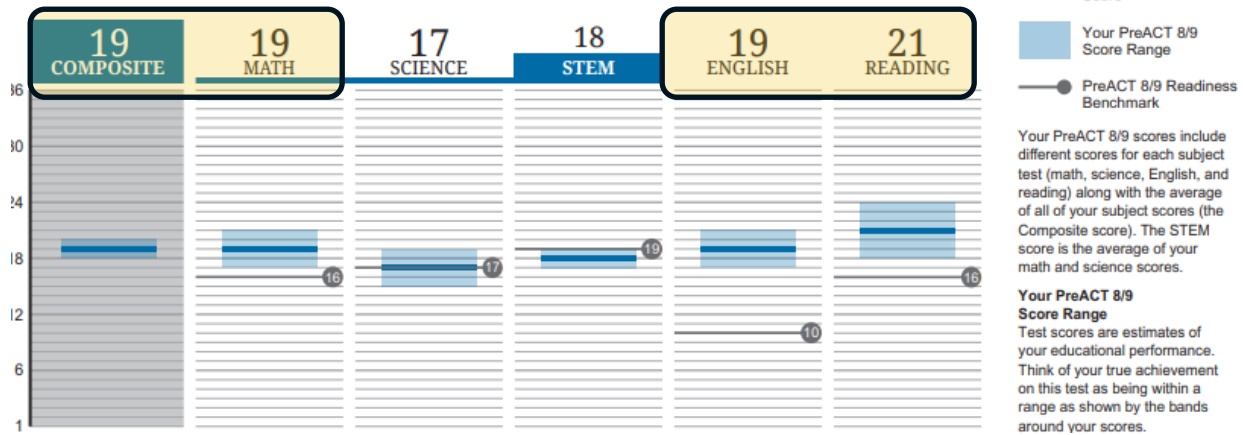 19
COMPOSITE
19
MATH
17
SCIENCE
18
STEM
19
ENGLISH
21
READING
36
30
24
18
12
6
1
16
17
19
10
16
Your PreACT 8/9
Score Range
PreACT 8/9 Readiness
Benchmark
Your PreACT 8/9 scores include
different scores for each subject
test (math, science, English, and
reading) along with the average
of all of your subject scores (the
Composite score). The STEM
score is the average of your
math and science scores.
Your PreACT 8/9
Score Range
Test scores are estimates of
your educational performance.
Think of your true achievement
on this test as being within a
range as shown by the bands
around your scores.